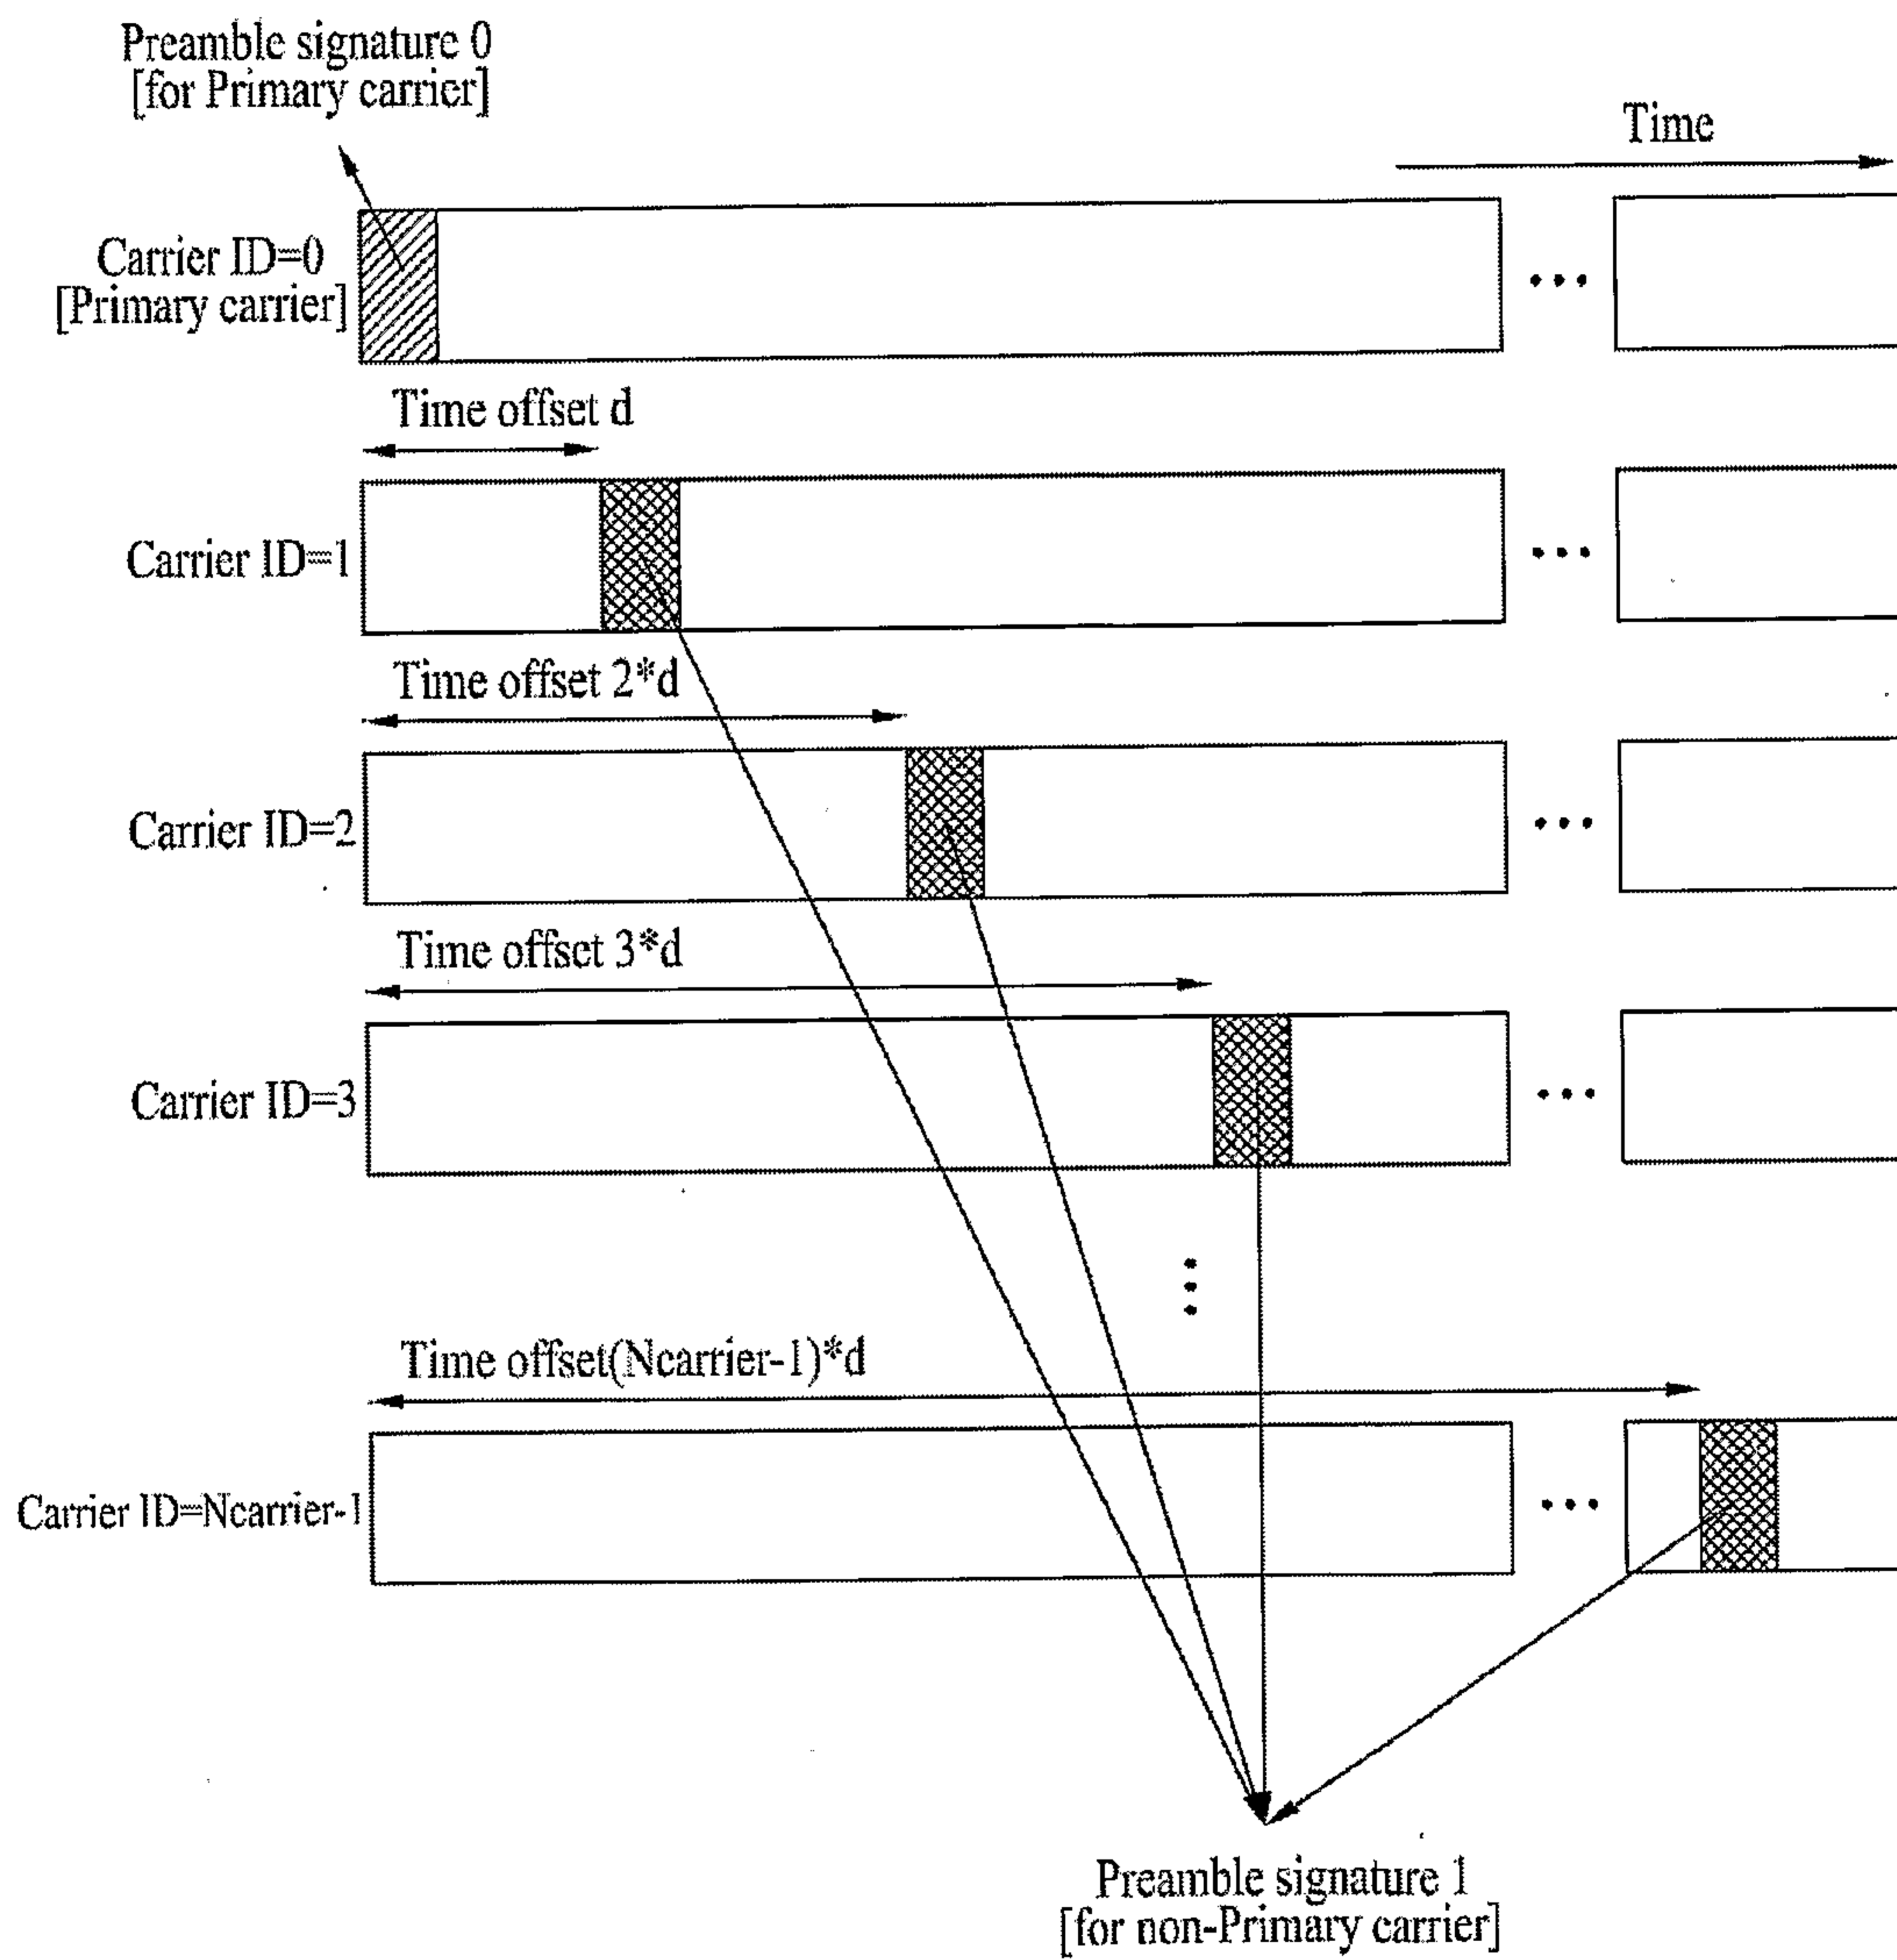 Preamble signature 0
[for Primary carrier]
Time
Carrier ID=0
[Primary carrier]
Time offset d
Carrier ID=1
Time offset 2*d
Carrier ID=2
Time offset 3*d
Carrier ID=3
Time offset(Ncarrier-1)*d
Carrier ID=Ncarrier-1
Preamble signature 1
[for non-Primary carrier]